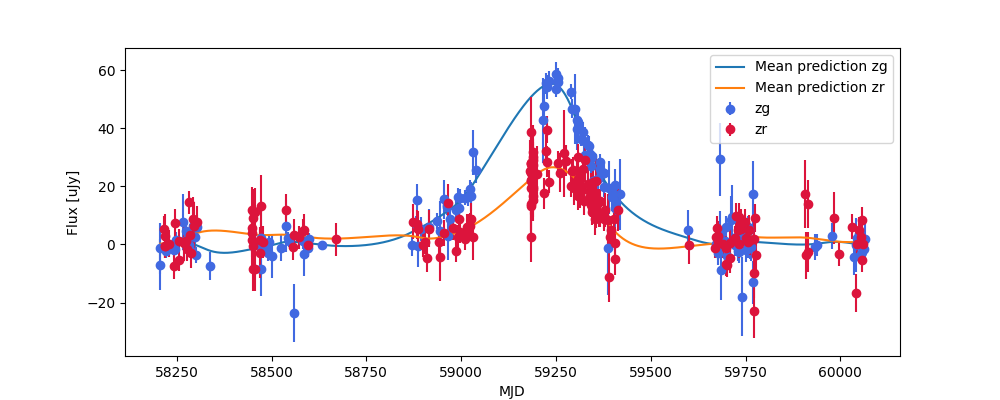 Flux [uJy]
60
40
20
0
−20
58250 58500 58750 59000 59250 59500 59750 60000
MJD
Mean prediction zg
Mean prediction zr
zg
zr